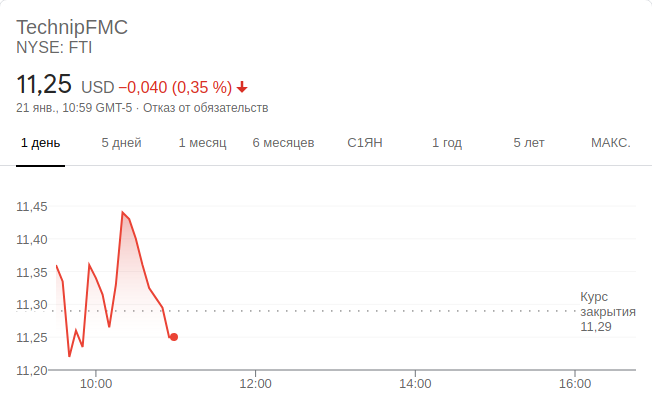 TechnipFMC
NYSE: FTI
11,25 USD −0,040 (0,35 %)
21 янв., 10:59 GMT-5 · Отказ от обязательств
1 день 5 дней 1 месяц 6 месяцев С1ЯН 1 год 5 лет МАКС.
11,45
11,40
11,35
11,30
11,25
11,20
Курс
закрытия
11,29
10:00 12:00 14:00 16:00